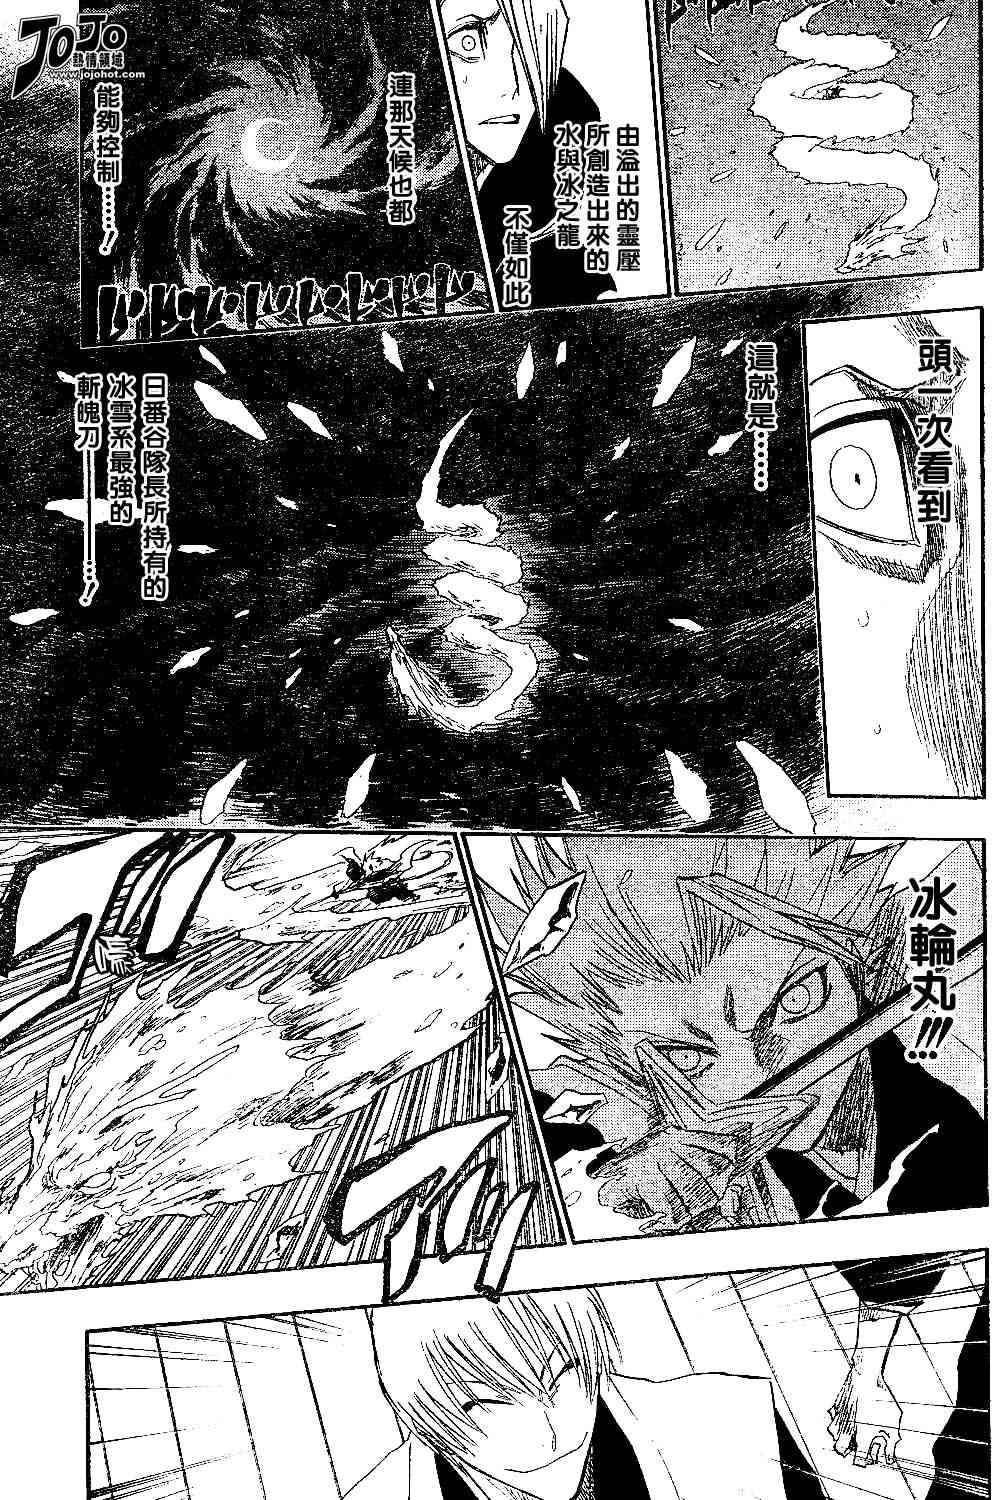 JOJO
熱情領域
www.jojohot.com
由溢出的靈壓
所創造出來的
水與冰之龍
不僅如此
連那天候也都
能夠控制……！
頭一次看到
這就是……
日番谷隊長所持有的
冰雪系最強的
斬魄刀………！
冰輪丸!!!